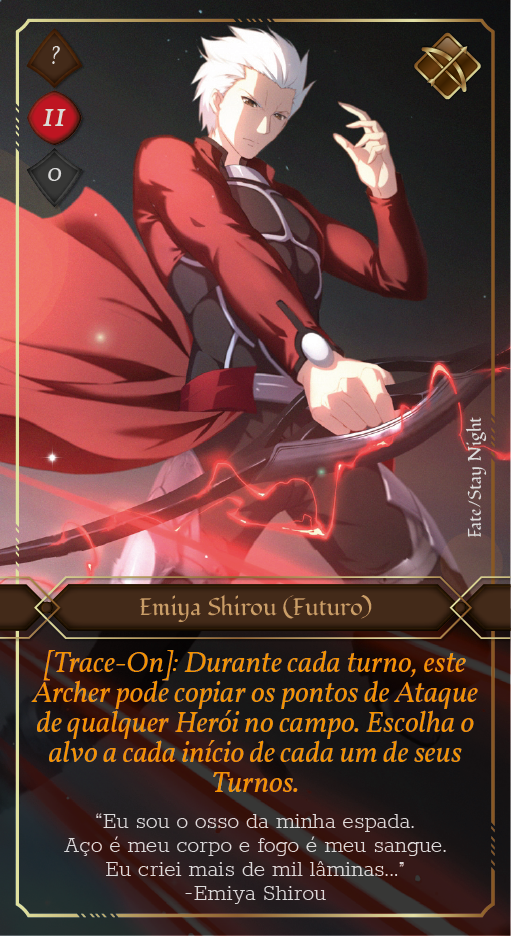 ?
II
0
Fate/Stay Night
Emiya Shirou (Futuro)
[Trace-On]: Durante cada turno, este
Archer pode copiar os pontos de Ataque
de qualquer Herói no campo. Escolha o
alvo a cada início de cada um de seus
Turnos.
“Eu sou o osso da minha espada.
Aço é meu corpo e fogo é meu sangue.
Eu criei mais de mil lâminas...”
-Emiya Shirou